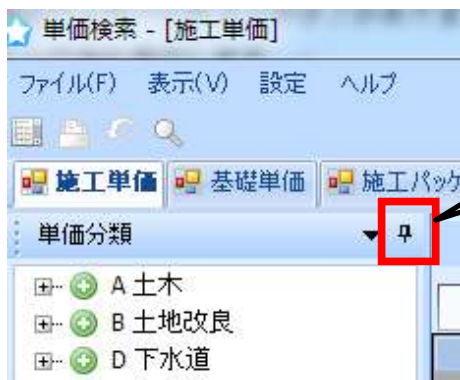 単価検索 - [施工単価]
ファイル(F) 表示(V) 設定 ヘルプ
施工単価 基礎単価 施工パッケ
単価分類
A 土木
B 土地改良
D 下水道